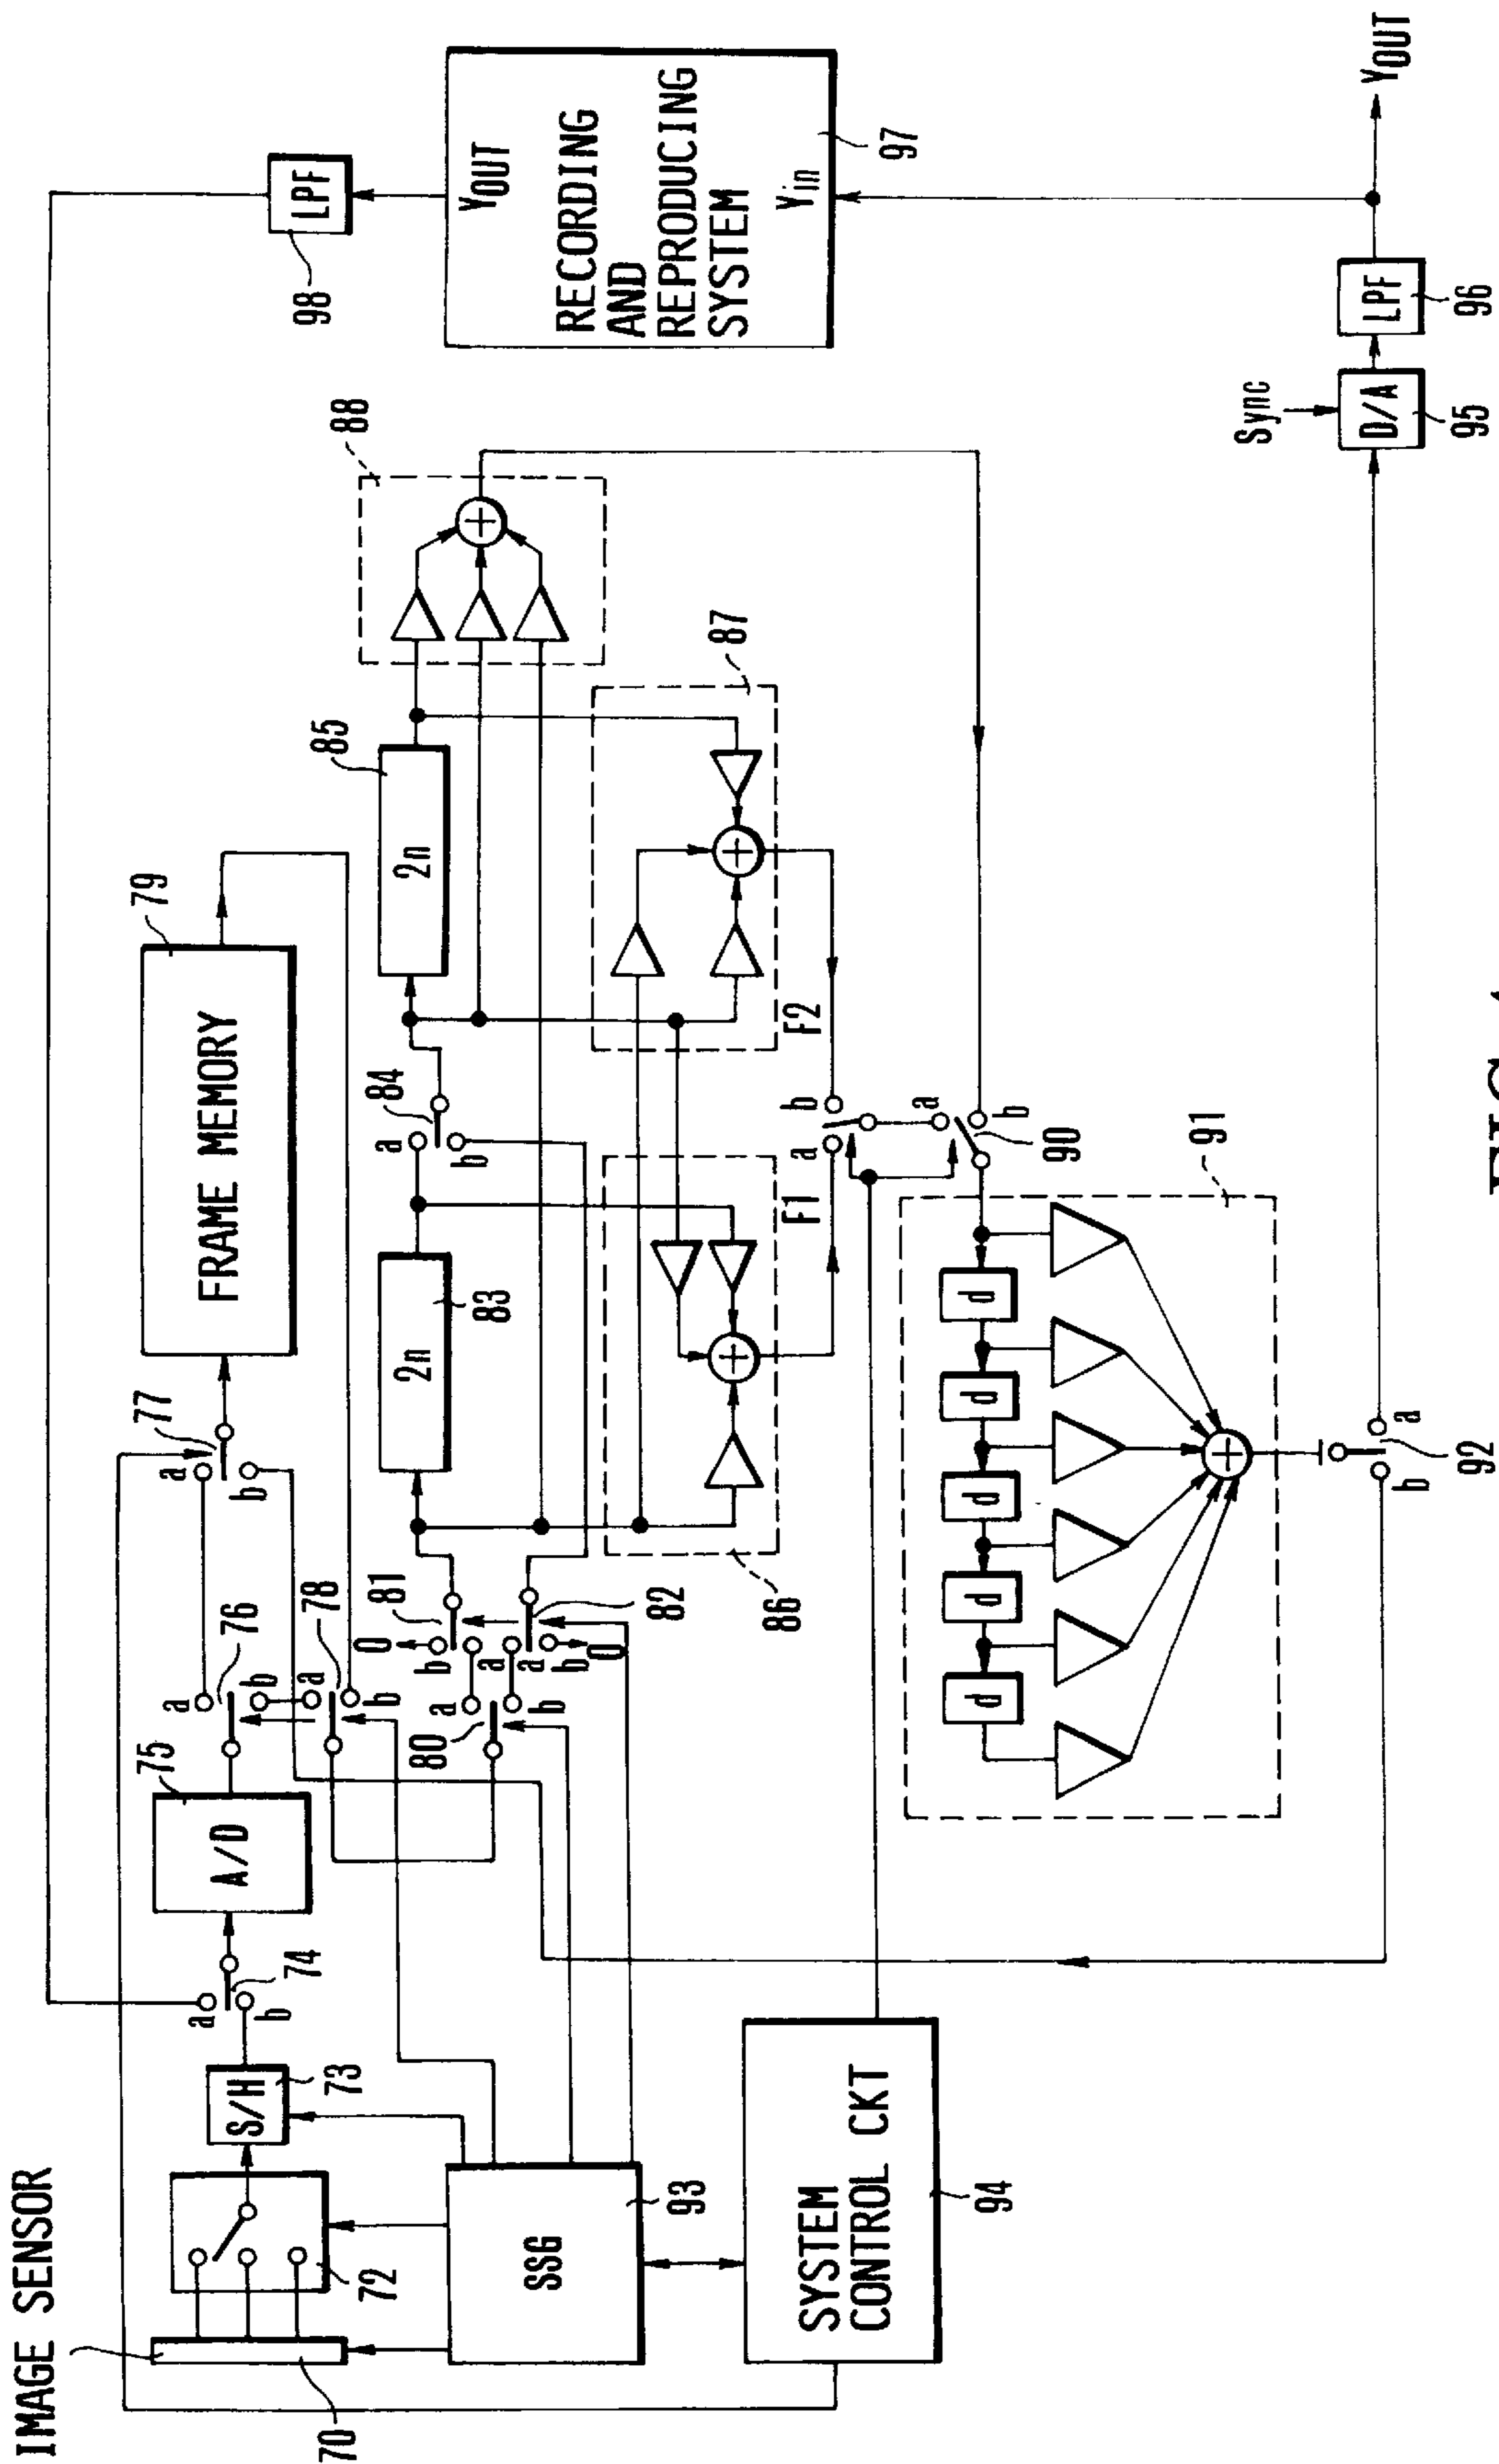 IMAGE SENSOR
70
72
S/H
73
a
b
74
A/D
75
a
76
b
a
78
b
77
a
b
FRAME MEMORY
79
80
a
b
81
0
b
a
82
a
b
0
2n
83
84
a
b
2n
85
86
87
88
F1
F2
a
b
a
b
90
91
d
d
d
d
d
92
a
b
SSG
93
SYSTEM
CONTROL CKT
94
Sync
D/A
95
LPF
96
YOUT
RECORDING
AND
REPRODUCING
SYSTEM
YOUT
Yin
97
LPF
98